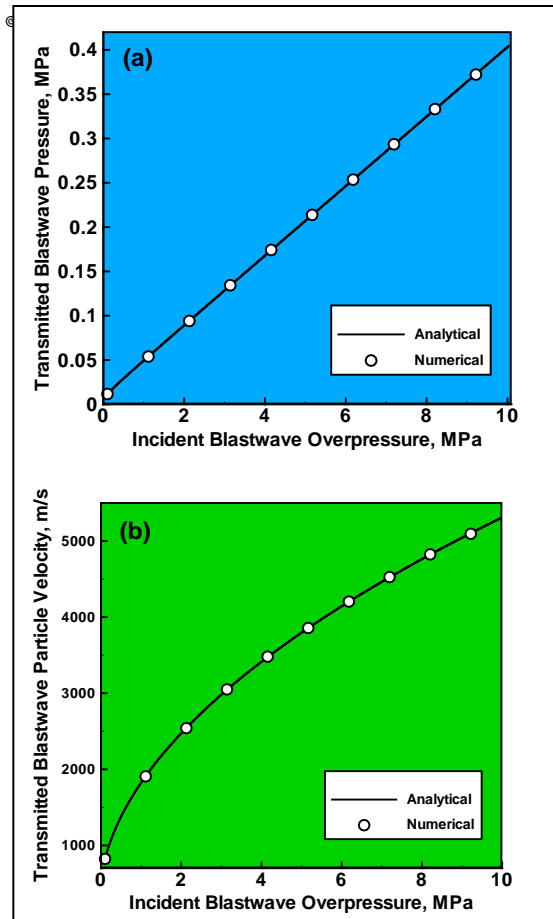 ©
(a)
Transmitted Blastwave Pressure, MPa
0.4
0.35
0.3
0.25
0.2
0.15
0.1
0.05
0
Analytical
Numerical
0 2 4 6 8 10
Incident Blastwave Overpressure, MPa
(b)
Transmitted Blastwave Particle Velocity, m/s
5000
4000
3000
2000
1000
Analytical
Numerical
0 2 4 6 8 10
Incident Blastwave Overpressure, MPa